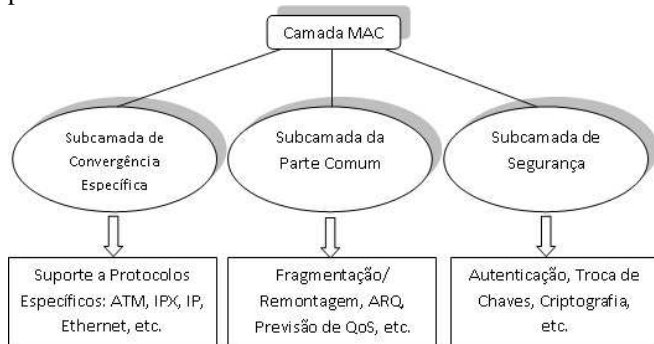 Camada MAC
Subcamada de
Convergência
Específica
Subcamada da
Parte Comum
Subcamada de
Segurança
Suporte a Protocolos
Específicos: ATM, IPX, IP,
Ethernet, etc.
Fragmentação/
Remontagem, ARQ,
Previsão de QoS, etc.
Autenticação, Troca de
Chaves, Criptografia,
etc.